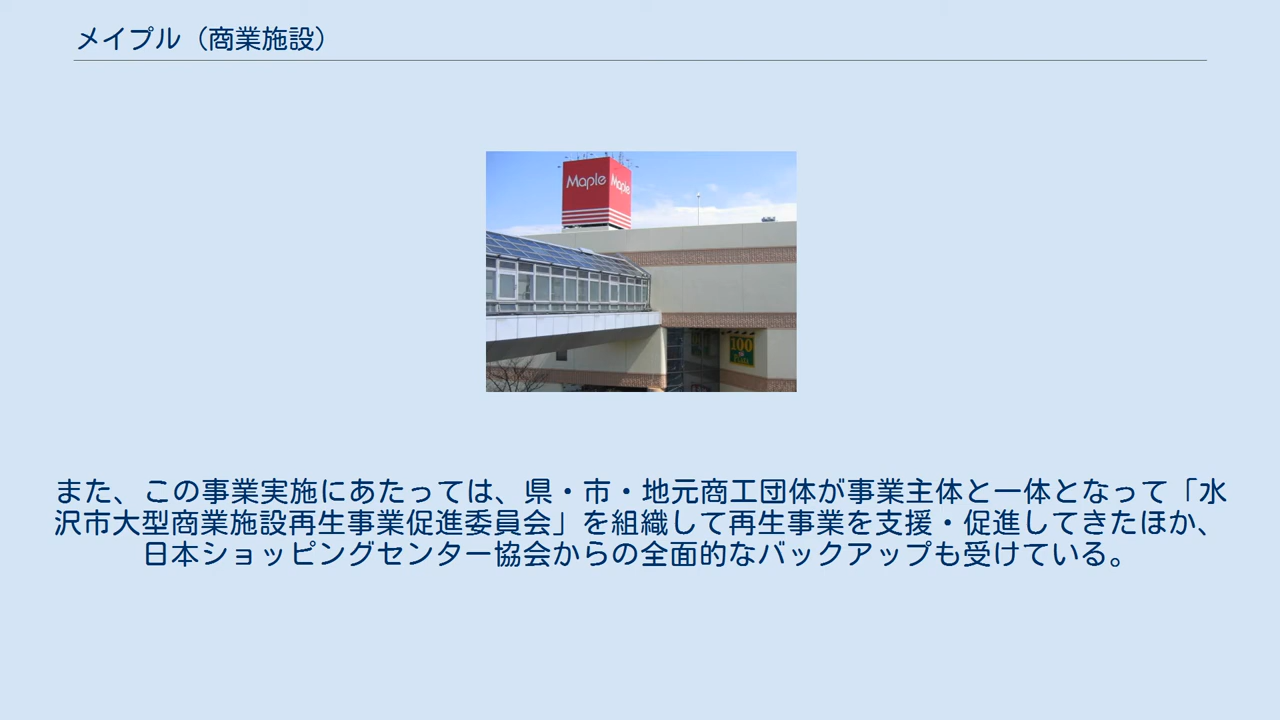 メイプル（商業施設）
Maple Maple
100
また、この事業実施にあたっては、県・市・地元商工団体が事業主体と一体となって「水
沢市大型商業施設再生事業促進委員会」を組織して再生事業を支援・促進してきたほか、
日本ショッピングセンター協会からの全面的なバックアップも受けている。